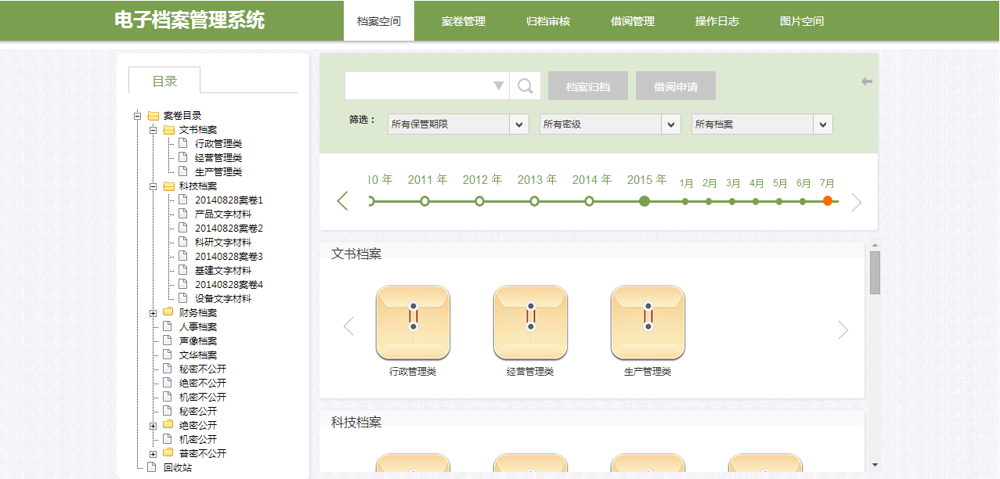 电子档案管理系统
档案空间 案卷管理 归档审核 借阅管理 操作日志 图片空间
目录
案卷目录
文书档案
行政管理类
经营管理类
生产管理类
科技档案
20140828案卷1
产品文字材料
20140828案卷2
科研文字材料
20140828案卷3
基建文字材料
20140828案卷4
设备文字材料
财务档案
人事档案
声像档案
文华档案
秘密不公开
绝密不公开
机密不公开
秘密公开
绝密公开
机密公开
普密不公开
回收站
档案归档 借阅申请
筛选： 所有保管期限 所有密级 所有档案
10 年 2011 年 2012 年 2013 年 2014 年 2015 年 1月 2月 3月 4月 5月 6月 7月
文书档案
行政管理类 经营管理类 生产管理类
科技档案